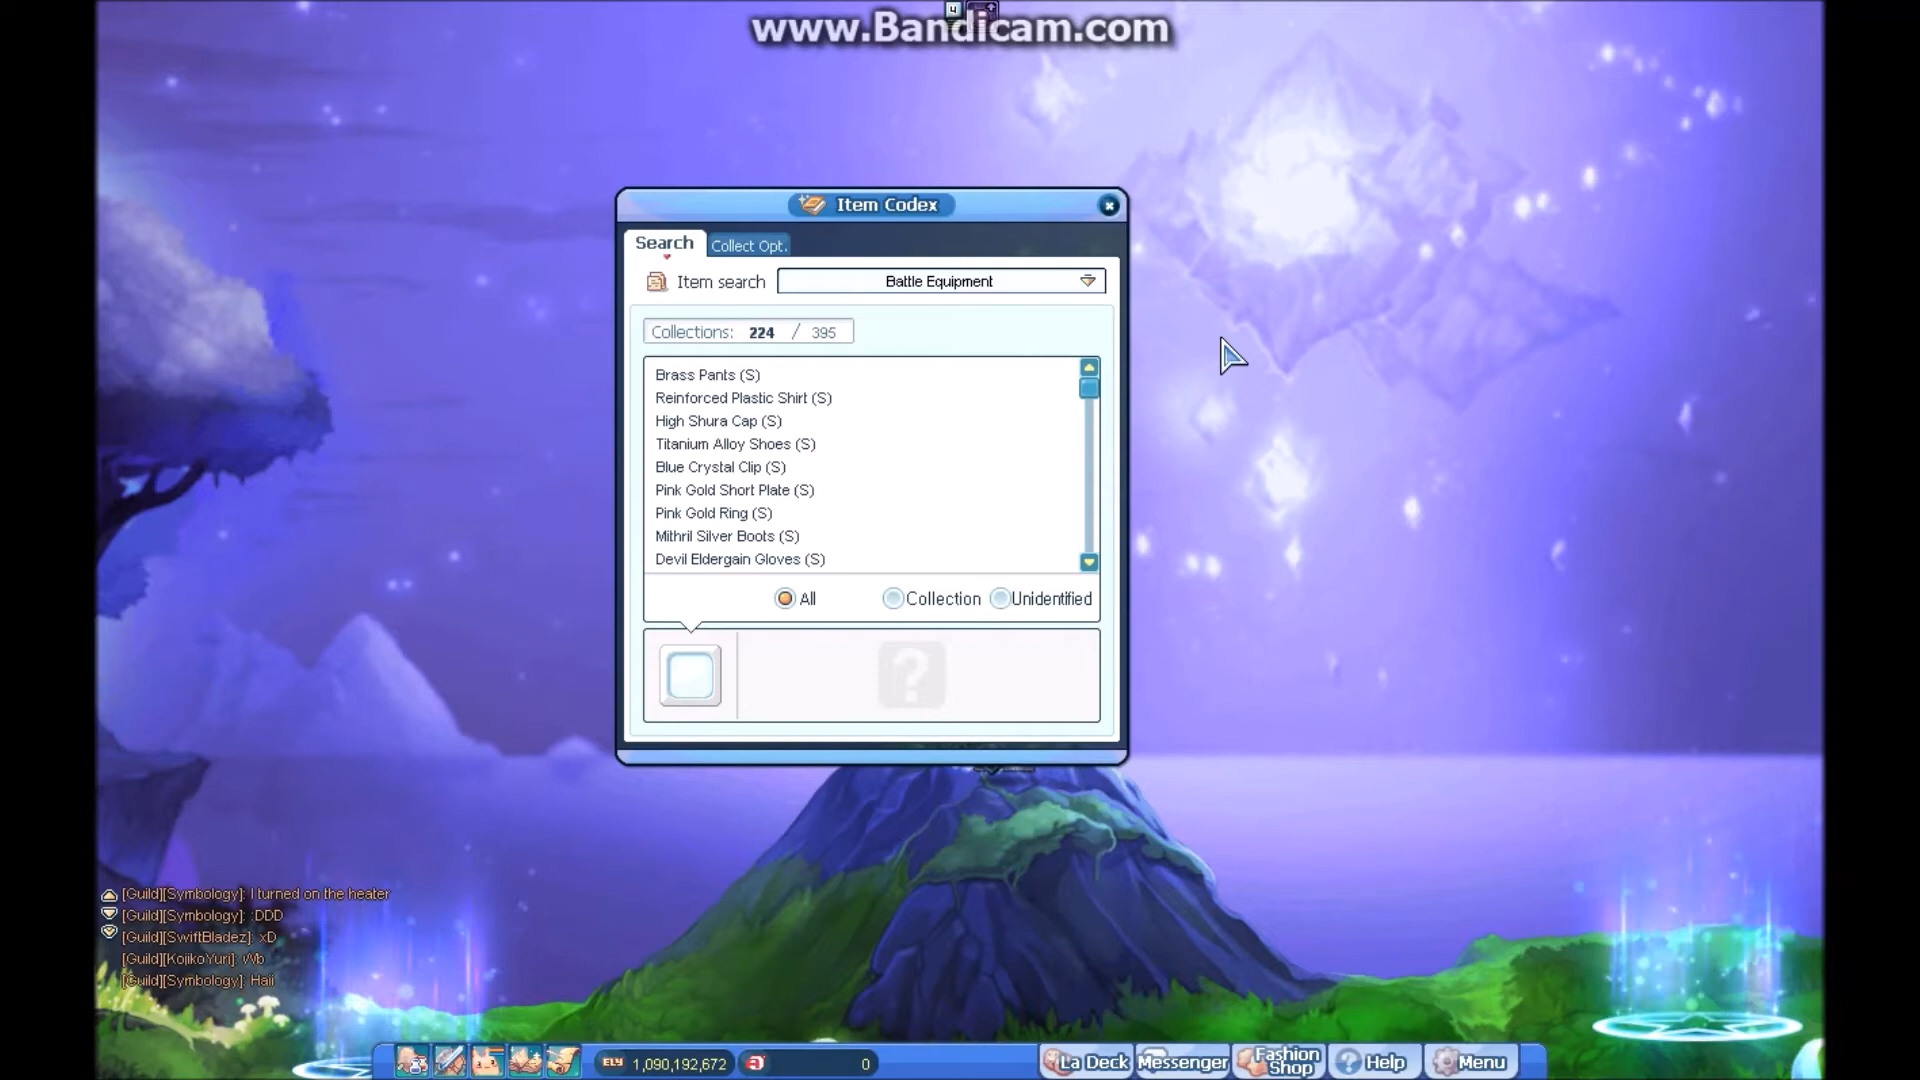 www.Bandicam.com
Item Codex
Search
Collect Opt.
Item search
Battle Equipment
Collections: 224 / 395
Brass Pants (S)
Reinforced Plastic Shirt (S)
High Shura Cap (S)
Titanium Alloy Shoes (S)
Blue Crystal Clip (S)
Pink Gold Short Plate (S)
Pink Gold Ring (S)
Mithril Silver Boots (S)
Devil Eldergain Gloves (S)
All Collection Unidentified
?
[Guild][Symbology]: I turned on the heater
[Guild][Symbology]: :DDD
[Guild][SwiftBladez]: xD
[Guild][KojikoYuri]: Wb
[Guild][Symbology]: Haii
ELY 1,090,192,672
a 0
La Deck
Messenger
Fashion
Shop
? Help
Menu